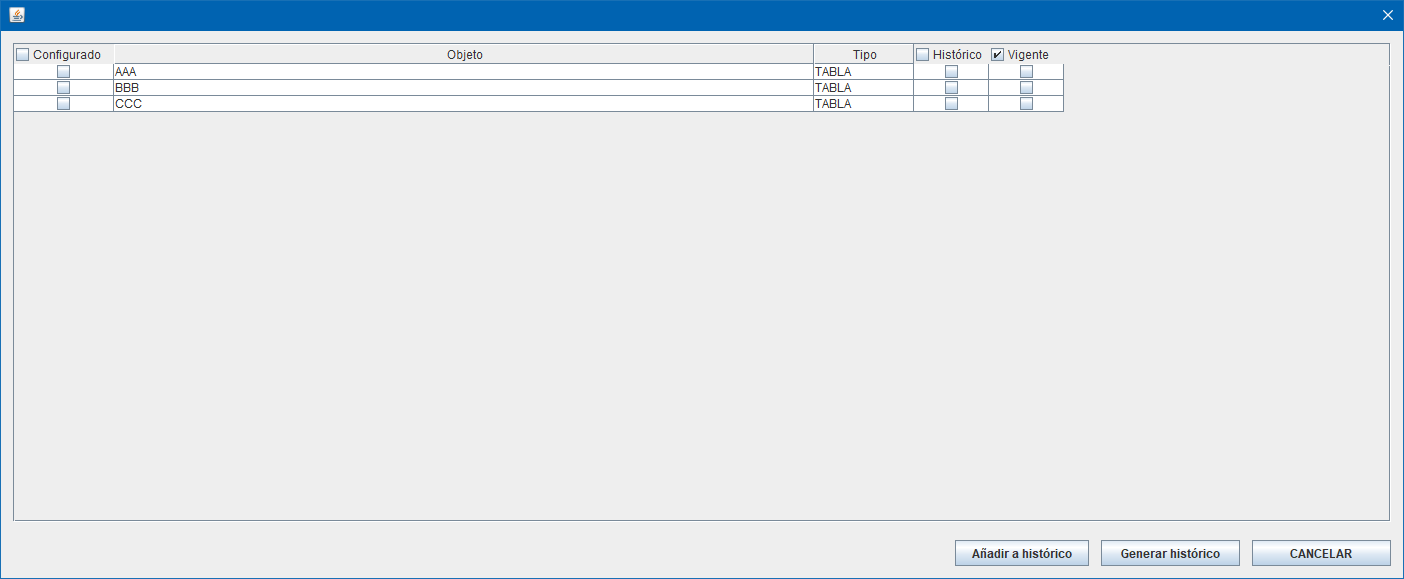 Configurado Objeto Tipo Histórico Vigente
AAA TABLA
BBB TABLA
CCC TABLA
Añadir a histórico Generar histórico CANCELAR